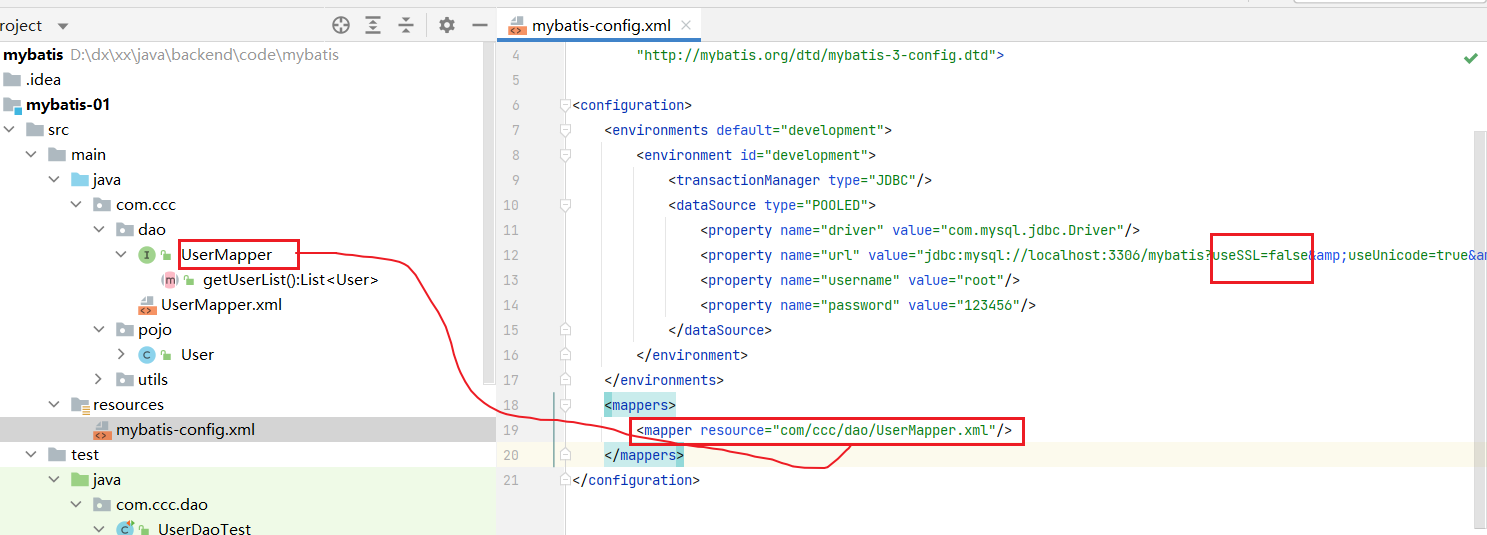 roject
mybatis D:\dx\xx\java\backend\code\mybatis
.idea
mybatis-01
src
main
java
com.ccc
dao
I UserMapper
m getUserList():List<User>
UserMapper.xml
pojo
C User
utils
resources
mybatis-config.xml
test
java
com.ccc.dao
C UserDaoTest
mybatis-config.xml
4 "http://mybatis.org/dtd/mybatis-3-config.dtd">
5
6 <configuration>
7 <environments default="development">
8 <environment id="development">
9 <transactionManager type="JDBC"/>
10 <dataSource type="POOLED">
11 <property name="driver" value="com.mysql.jdbc.Driver"/>
12 <property name="url" value="jdbc:mysql://localhost:3306/mybatis?useSSL=false&amp;useUnicode=true&am
13 <property name="username" value="root"/>
14 <property name="password" value="123456"/>
15 </dataSource>
16 </environment>
17 </environments>
18 <mappers>
19 <mapper resource="com/ccc/dao/UserMapper.xml"/>
20 </mappers>
21 </configuration>